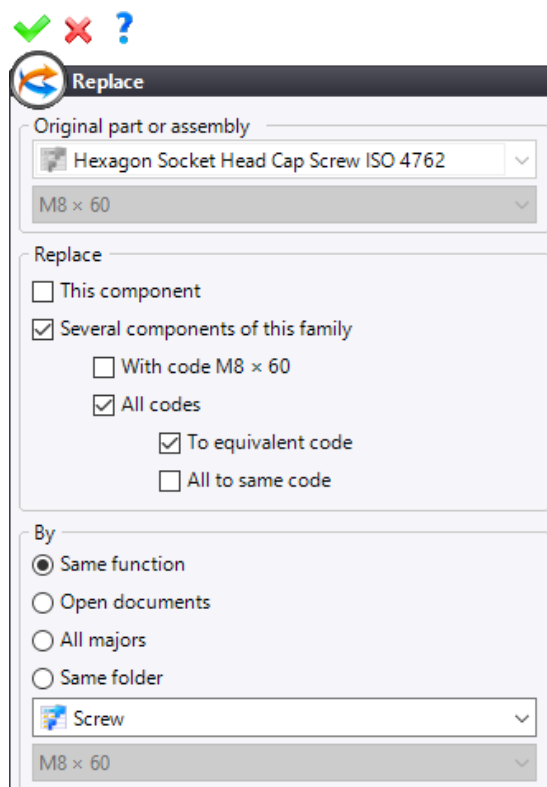 ?
Replace
Original part or assembly
Hexagon Socket Head Cap Screw ISO 4762
M8 × 60
Replace
This component
Several components of this family
With code M8 × 60
All codes
To equivalent code
All to same code
By
Same function
Open documents
All majors
Same folder
Screw
M8 × 60